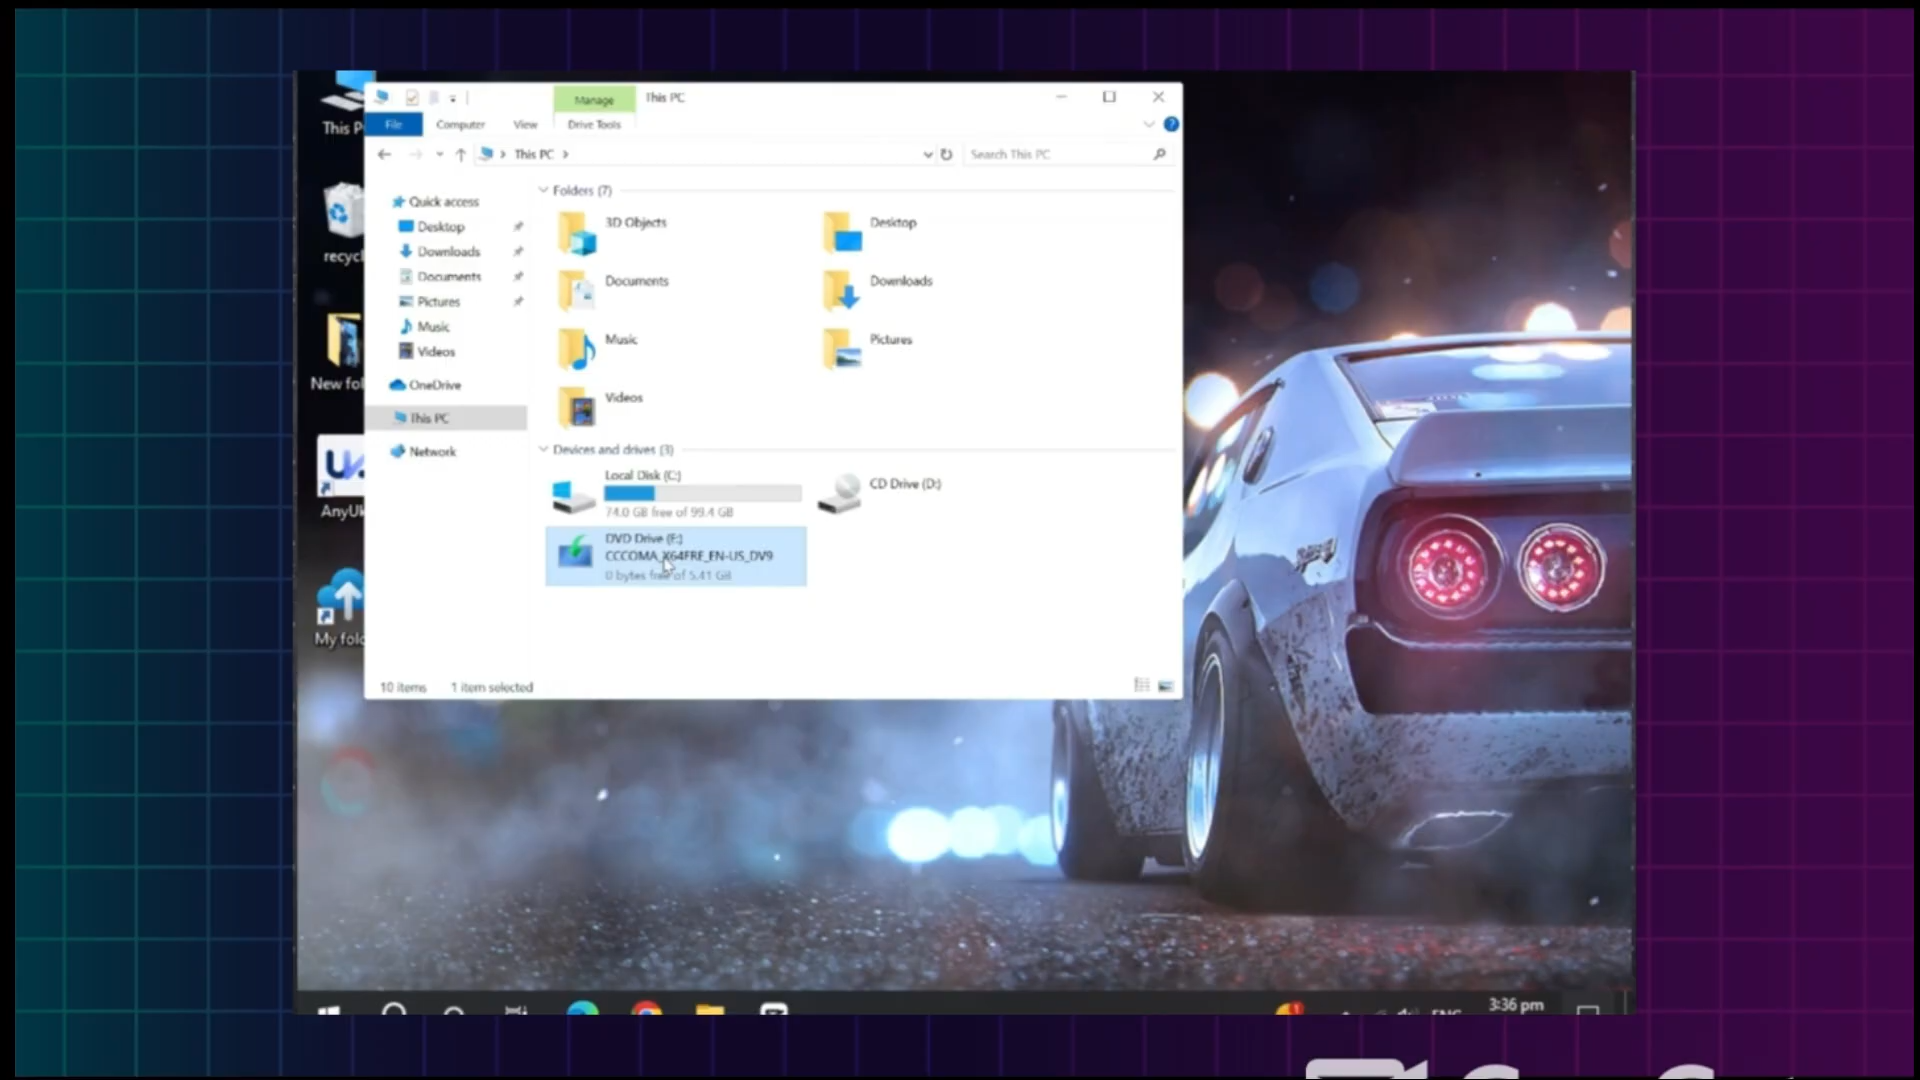 This P
recycl
New fol
AnyUk
My fold
Manage
This PC
File
Computer
View
Drive Tools
This PC
Search This PC
Quick access
Desktop
Downloads
Documents
Pictures
Music
Videos
OneDrive
This PC
Network
Folders (7)
3D Objects
Desktop
Documents
Downloads
Music
Pictures
Videos
Devices and drives (3)
Local Disk (C:)
74.0 GB free of 99.4 GB
CD Drive (D:)
DVD Drive (E:)
CCCOMA_X64FRE_EN-US_DV9
0 bytes free of 5.41 GB
10 items
1 item selected
3:36 pm